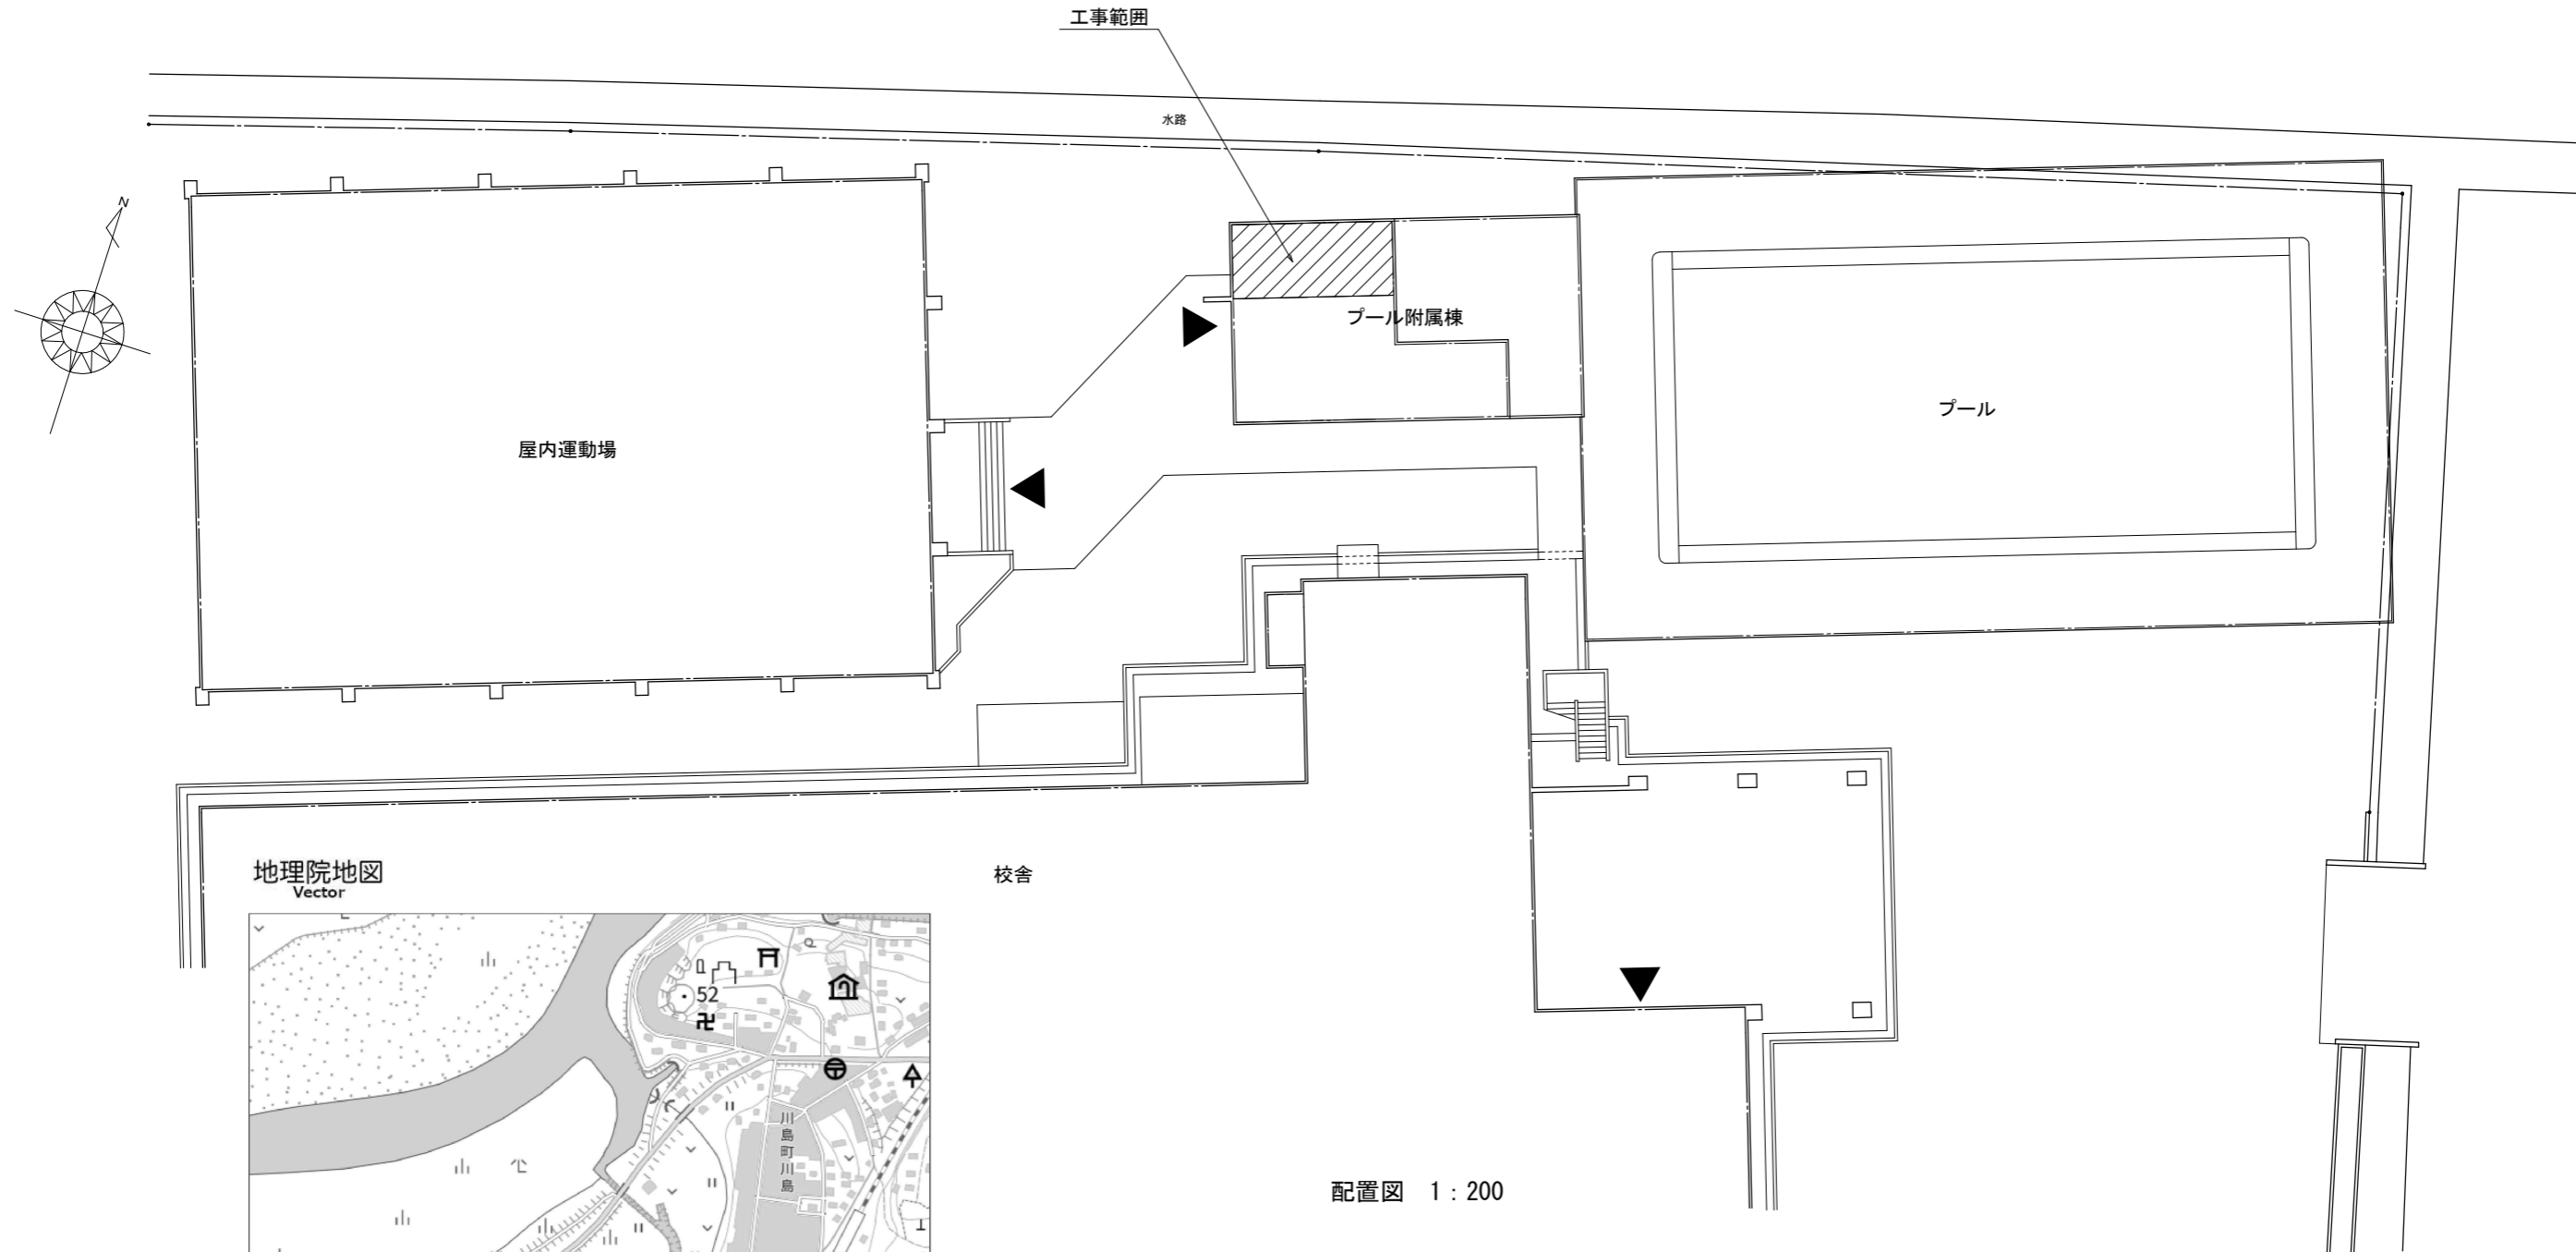 工事範囲
水路
N
プール附属棟
プール
屋内運動場
地理院地図
Vector
校舎
52
川島町川島
配置図 1：200